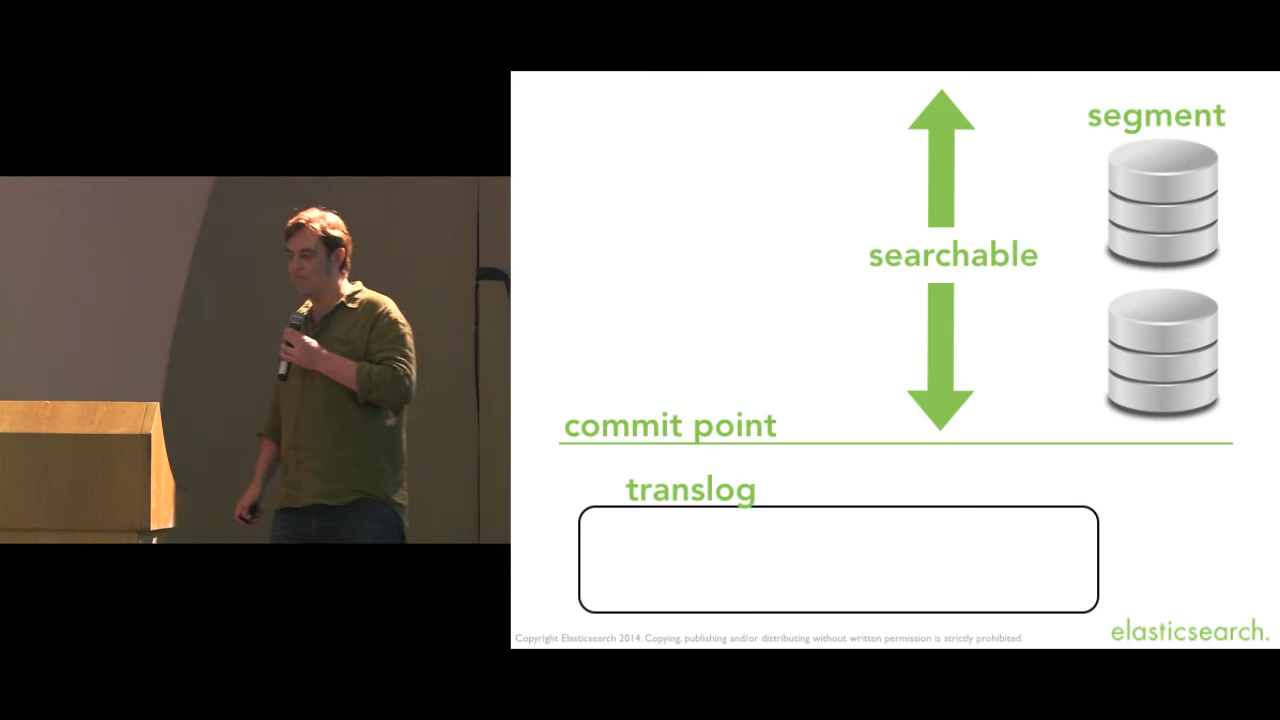 segment
searchable
commit point
translog
Copyright Elasticsearch 2014. Copying, publishing and/or distributing without written permission is strictly prohibited.
elasticsearch.